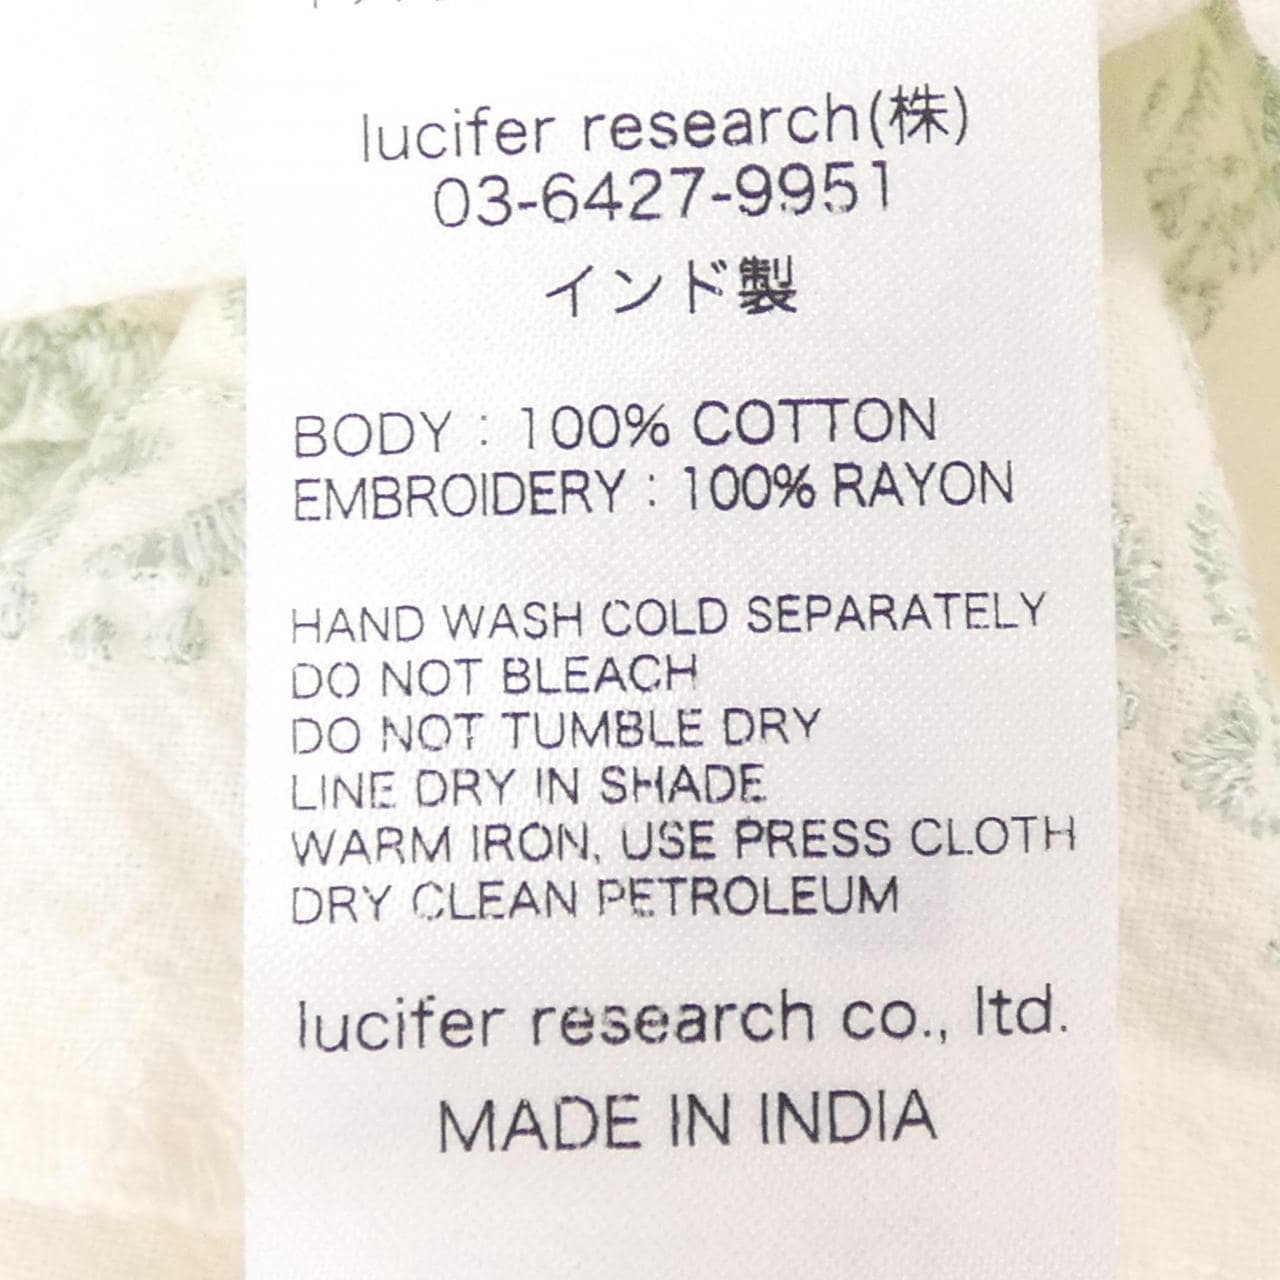 lucifer research(株)
03-6427-9951
インド製
BODY : 100% COTTON
EMBROIDERY : 100% RAYON
HAND WASH COLD SEPARATELY
DO NOT BLEACH
DO NOT TUMBLE DRY
LINE DRY IN SHADE
WARM IRON, USE PRESS CLOTH
DRY CLEAN PETROLEUM
lucifer research co., ltd.
MADE IN INDIA